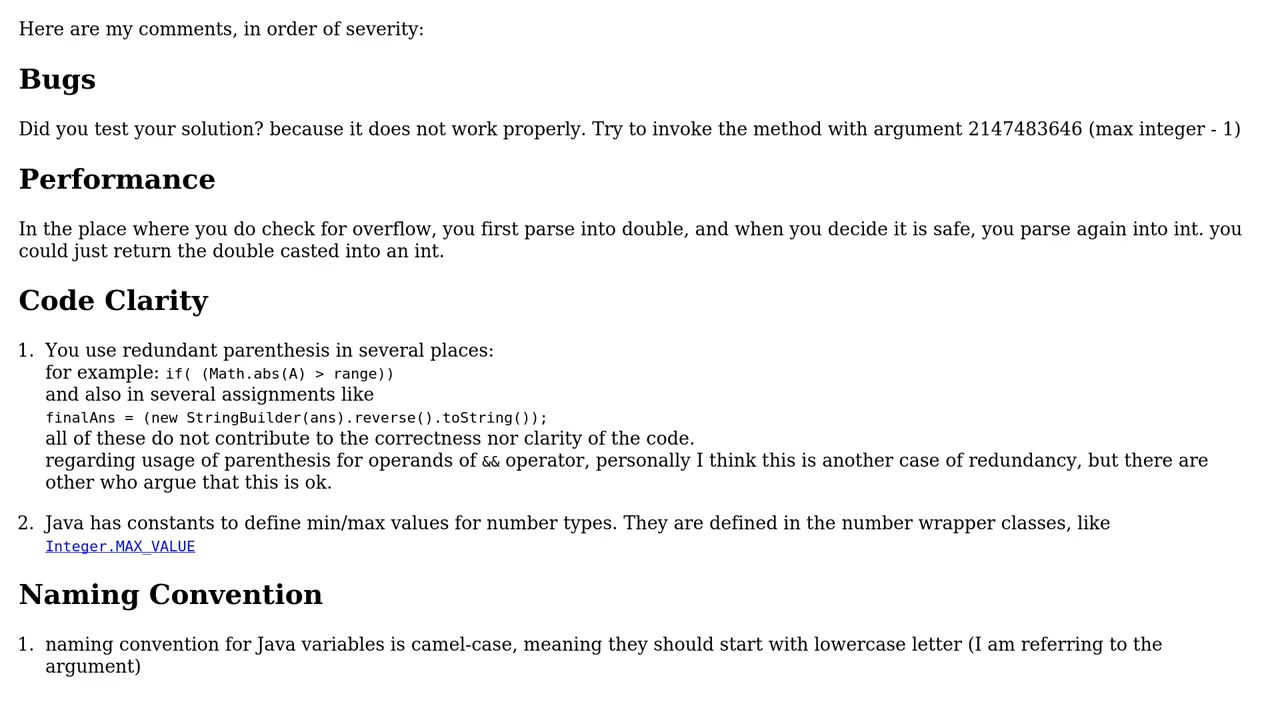 Here are my comments, in order of severity:
Bugs
Did you test your solution? because it does not work properly. Try to invoke the method with argument 2147483646 (max integer - 1)
Performance
In the place where you do check for overflow, you first parse into double, and when you decide it is safe, you parse again into int. you
could just return the double casted into an int.
Code Clarity
1. You use redundant parenthesis in several places:
for example: if( (Math.abs(A) > range))
and also in several assignments like
finalAns = (new StringBuilder(ans).reverse().toString());
all of these do not contribute to the correctness nor clarity of the code.
regarding usage of parenthesis for operands of && operator, personally I think this is another case of redundancy, but there are
other who argue that this is ok.
2. Java has constants to define min/max values for number types. They are defined in the number wrapper classes, like
Integer.MAX_VALUE
Naming Convention
1. naming convention for Java variables is camel-case, meaning they should start with lowercase letter (I am referring to the
argument)